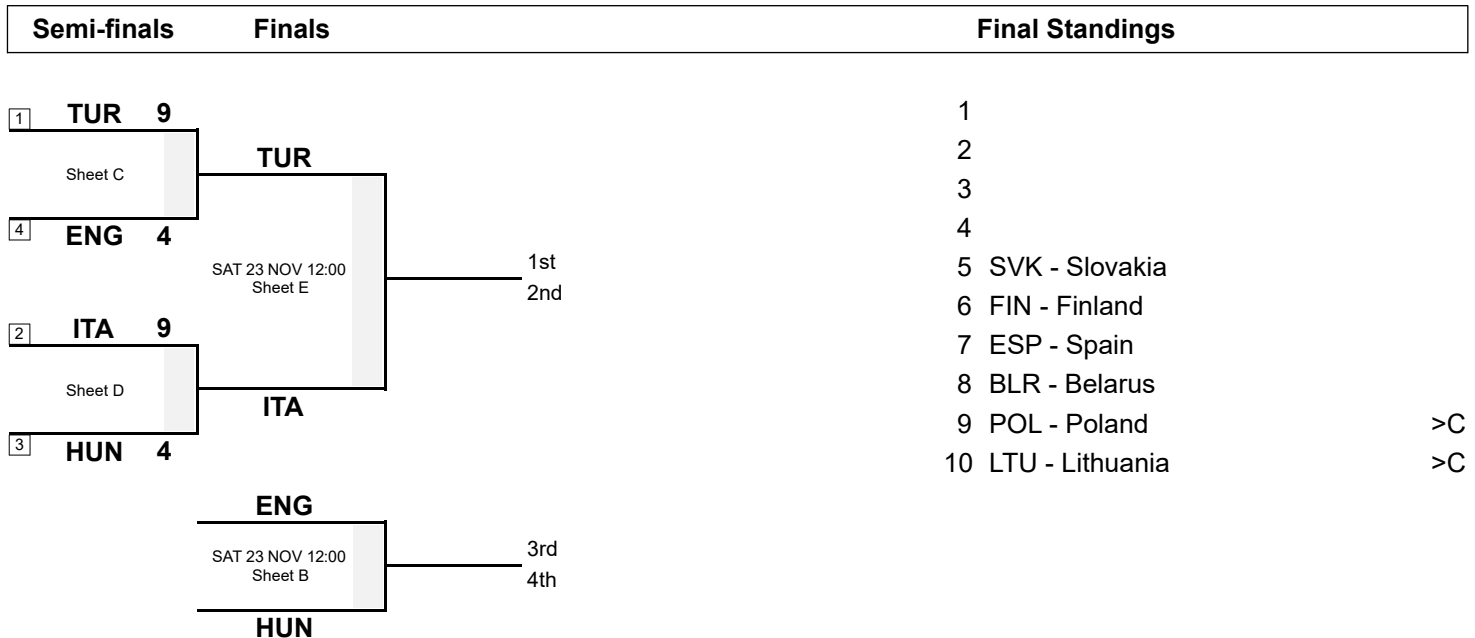 Semi-finals Finals Final Standings
1 TUR 9
Sheet C
4 ENG 4
TUR
SAT 23 NOV 12:00
Sheet E
ITA
1st
2nd
2 ITA 9
Sheet D
3 HUN 4
ENG
SAT 23 NOV 12:00
Sheet B
HUN
3rd
4th
1
2
3
4
5 SVK - Slovakia
6 FIN - Finland
7 ESP - Spain
8 BLR - Belarus
9 POL - Poland >C
10 LTU - Lithuania >C